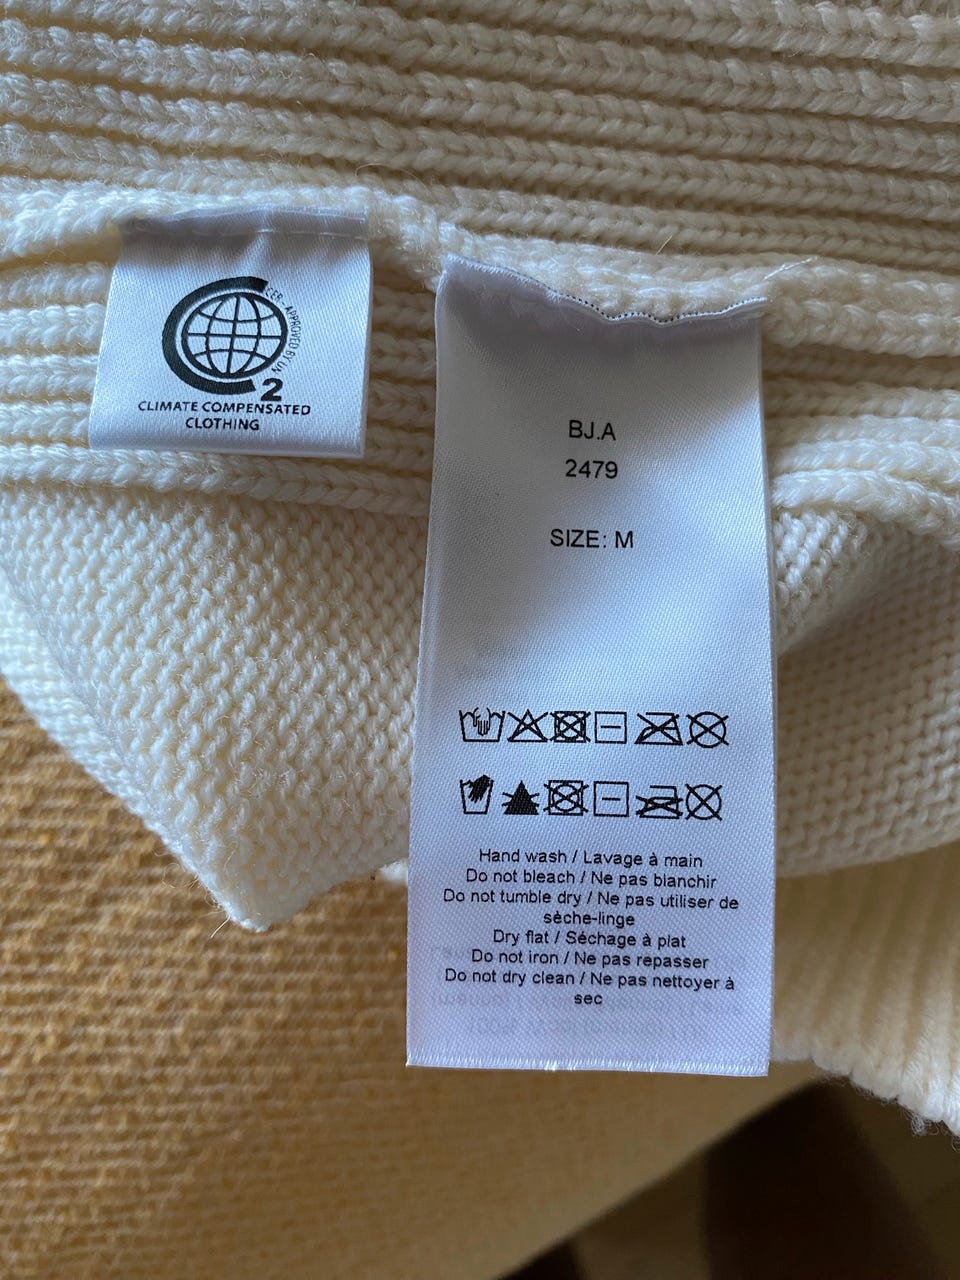 CER - APPROVED BY UN
2
CLIMATE COMPENSATED
CLOTHING
BJ.A
2479
SIZE: M
Hand wash / Lavage à main
Do not bleach / Ne pas bianchir
Do not tumble dry / Ne pas utiliser de
sèche-linge
Dry flat / Séchage à plat
Do not iron / Ne pas repasser
Do not dry clean / Ne pas nettoyer à
sec